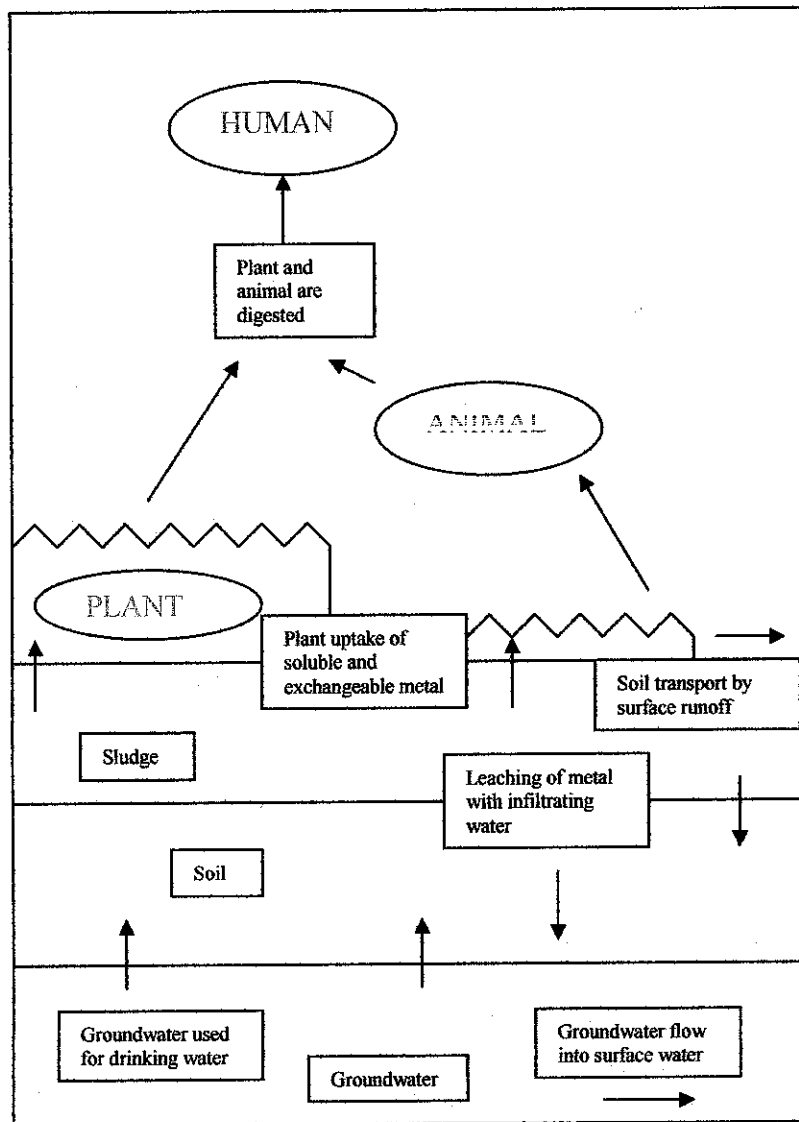 HUMAN
Plant and
animal are
digested
ANIMAL
PLANT
Plant uptake of
soluble and
exchangeable metal
Soil transport by
surface runoff
Sludge
Leaching of metal
with infiltrating
water
Soil
Groundwater used
for drinking water
Groundwater flow
into surface water
Groundwater